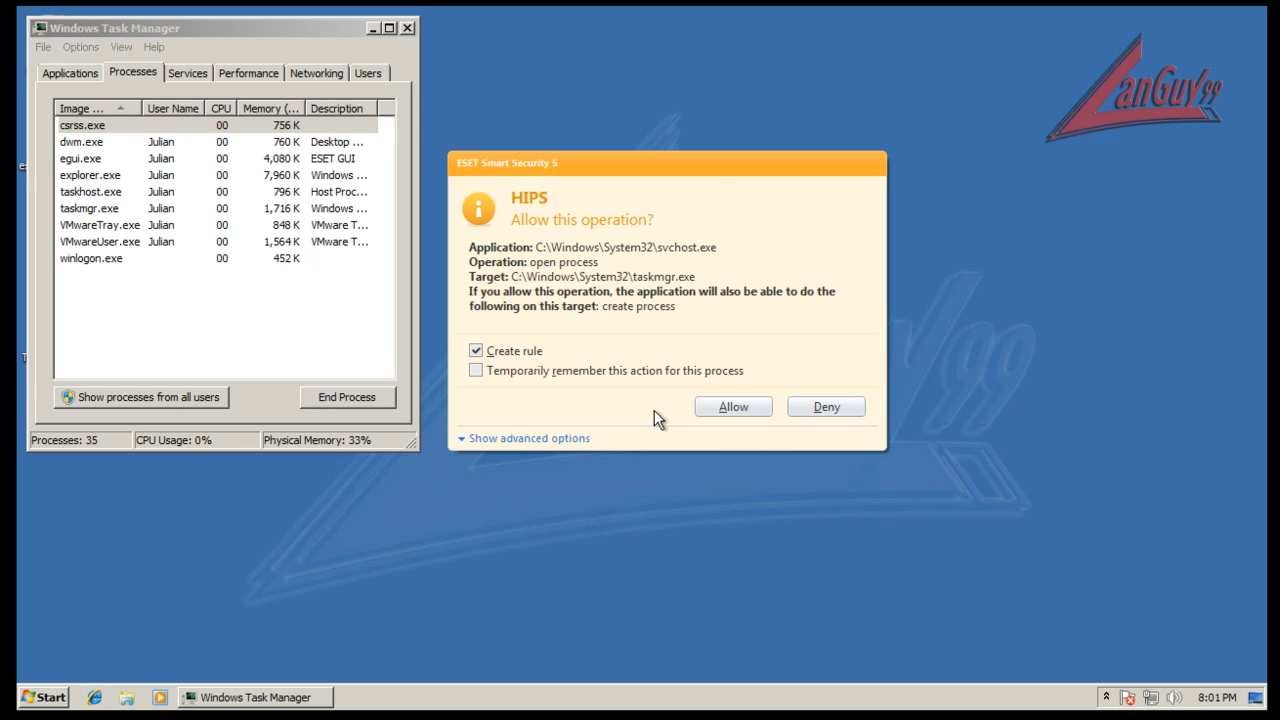 Windows Task Manager
File Options View Help
Applications Processes Services Performance Networking Users
Image ... User Name CPU Memory (... Description
csrss.exe 00 756 K
dwm.exe Julian 00 760 K Desktop ...
egui.exe Julian 00 4,080 K ESET GUI
explorer.exe Julian 00 7,960 K Windows ...
taskhost.exe Julian 00 796 K Host Proc...
taskmgr.exe Julian 00 1,716 K Windows ...
VMwareTray.exe Julian 00 848 K VMware T...
VMwareUser.exe Julian 00 1,564 K VMware T...
winlogon.exe 00 452 K
Show processes from all users End Process
Processes: 35 CPU Usage: 0% Physical Memory: 33%
LanGuy99
ESET Smart Security 5
HIPS
Allow this operation?
Application: C:\Windows\System32\svchost.exe
Operation: open process
Target: C:\Windows\System32\taskmgr.exe
If you allow this operation, the application will also be able to do the
following on this target: create process
Create rule
Temporarily remember this action for this process
Allow Deny
Show advanced options
Start Windows Task Manager 8:01 PM